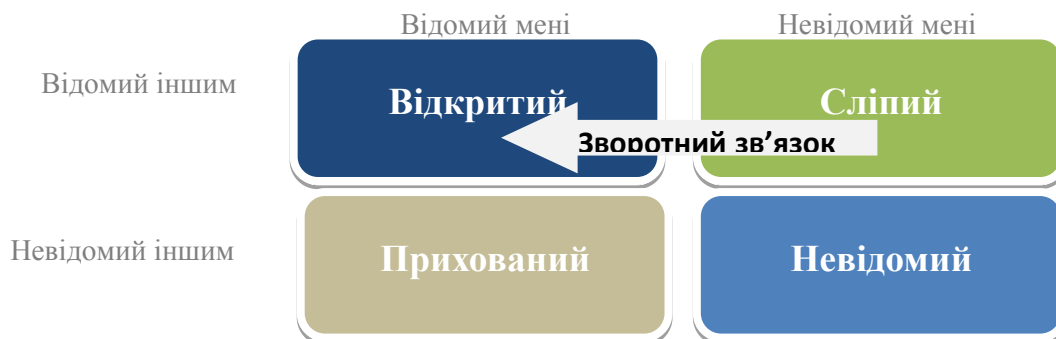 Відомий мені
Невідомий мені
Відомий іншим
Відкритий
Сліпий
Зворотний зв’язок
Невідомий іншим
Прихований
Невідомий